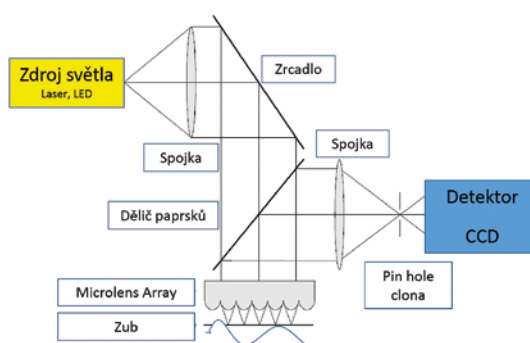 Zdroj světla
Laser, LED
Zrcadlo
Spojka
Spojka
Dělič paprsků
Detektor
CCD
Pin hole
clona
Microlens Array
Zub